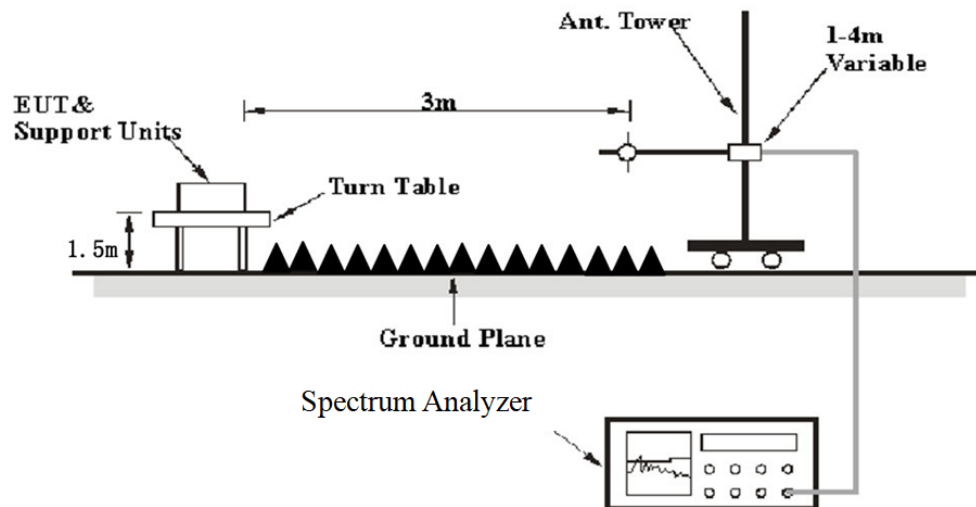 Ant. Tower
1-4m
Variable
EUT&
Support Units
3m
Turn Table
1.5m
Ground Plane
Spectrum Analyzer